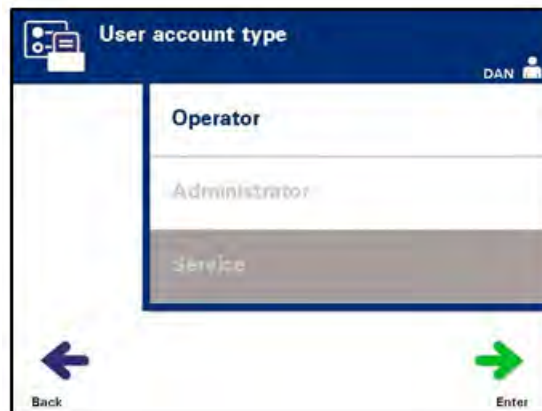 User account type
DAN
Operator
Administrator
Service
Back
Enter